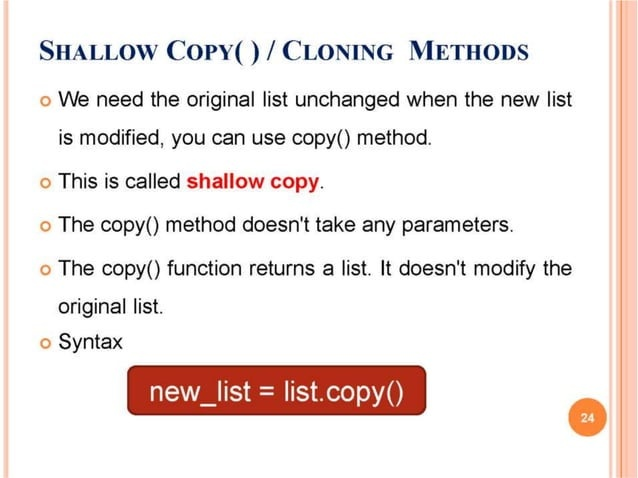 SHALLOW COPY( ) / CLONING METHODS
We need the original list unchanged when the new list
is modified, you can use copy() method.
This is called shallow copy.
The copy() method doesn't take any parameters.
The copy() function returns a list. It doesn't modify the
original list.
Syntax
new_list = list.copy()
24